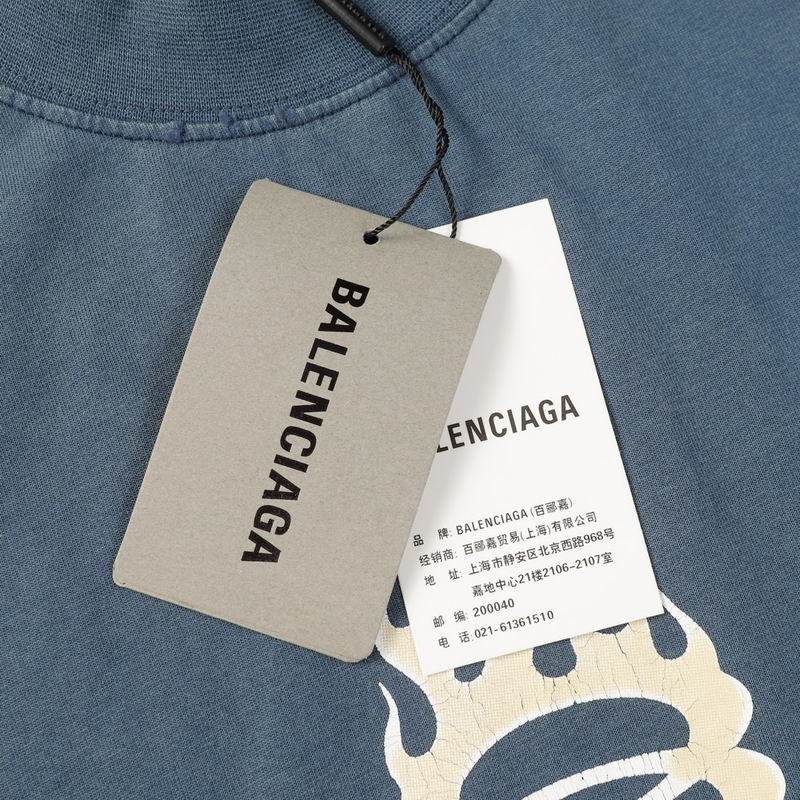 BALENCIAGA
LENCIAGA
品 牌: BALENCIAGA(百郦嘉)
经销商: 百郦嘉贸易(上海)有限公司
地 址: 上海市静安区北京西路968号
嘉地中心21楼2106-2107室
邮 编: 200040
电 话:021-61361510